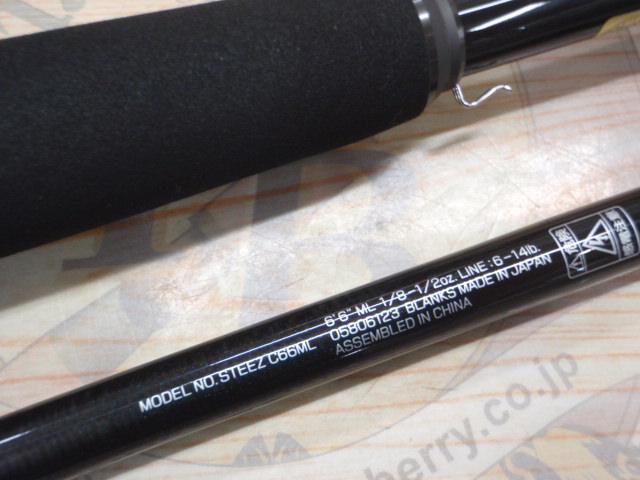 MODEL NO. STEEZ C66ML
6'6" ML 1/8-1/2oz. LINE : 6-14lb.
05806123 BLANKS MADE IN JAPAN
ASSEMBLED IN CHINA
berry.co.jp